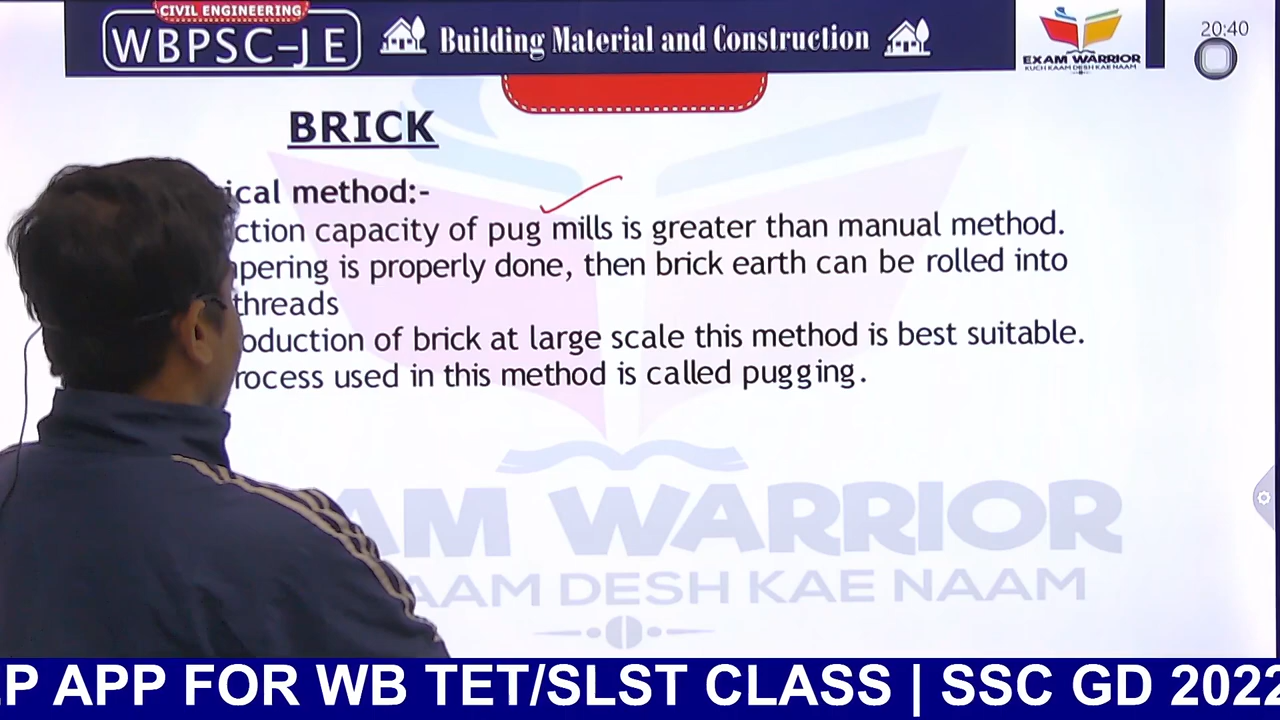 CIVIL ENGINEERING
WBPSC-JE
Building Material and Construction
EXAM WARRIOR
KUCH KAAM DESH KAE NAAM
20:40
BRICK
ical method:-
ction capacity of pug mills is greater than manual method.
pering is properly done, then brick earth can be rolled into
threads
oduction of brick at large scale this method is best suitable.
rocess used in this method is called pugging.
AM WARRIOR
AAM DESH KAE NAAM
P APP FOR WB TET/SLST CLASS | SSC GD 2022